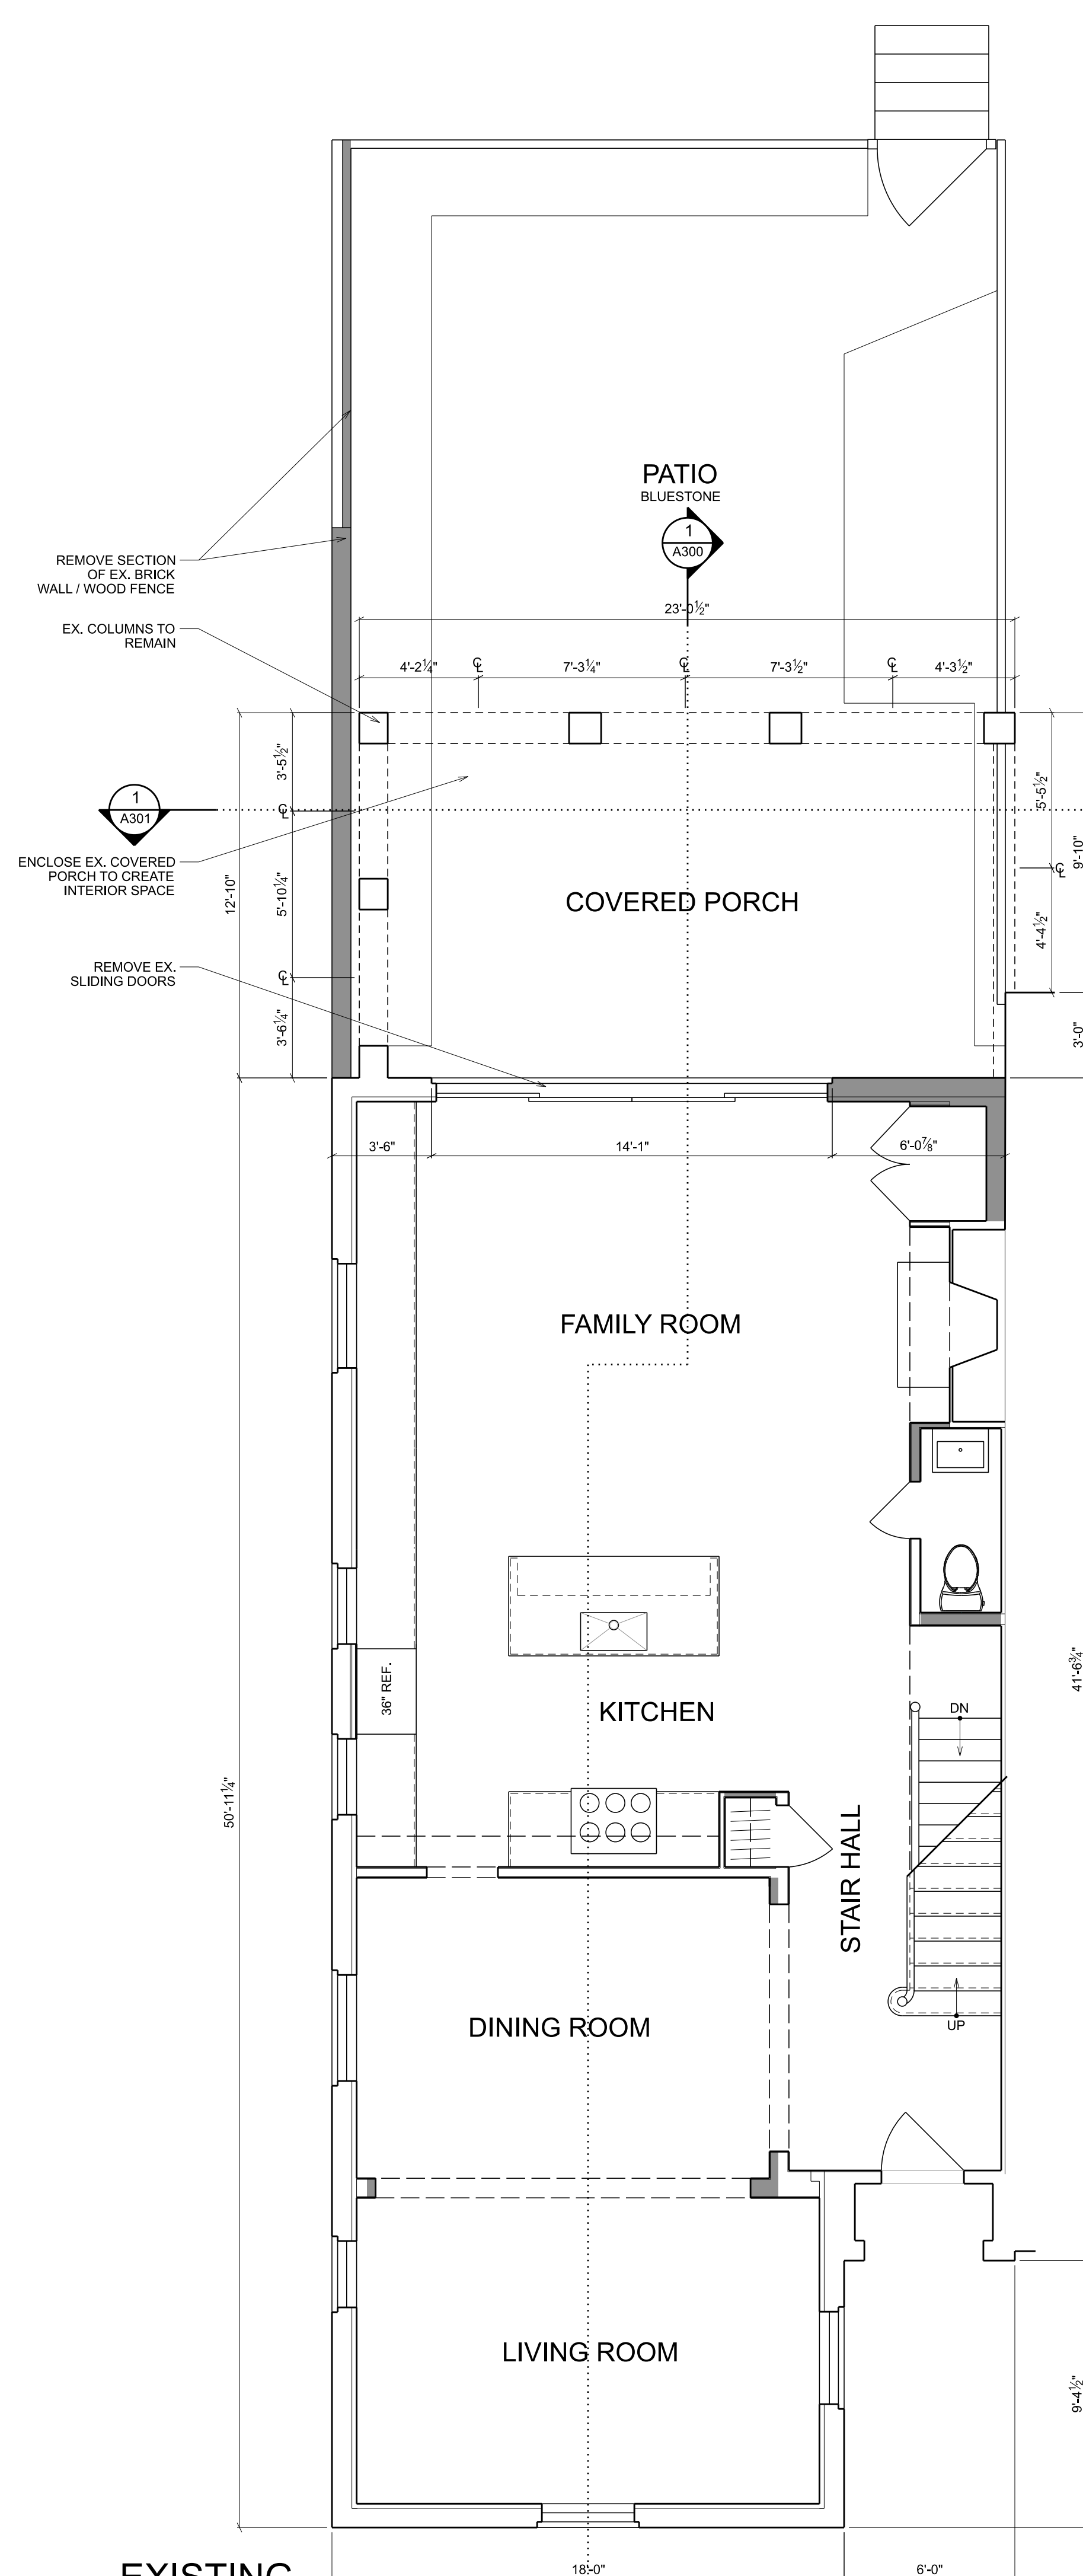 PATIO
BLUESTONE
1
A300
REMOVE SECTION
OF EX. BRICK
WALL / WOOD FENCE
23'-0½"
EX. COLUMNS TO
REMAIN
4'-2¼"
℄
7'-3¼"
℄
7'-3½"
℄
4'-3½"
3'-5½"
5'-5½"
1
A301
℄
9'-10"
ENCLOSE EX. COVERED
PORCH TO CREATE
INTERIOR SPACE
12'-10"
5'-10¼"
℄
COVERED PORCH
4'-4½"
REMOVE EX.
SLIDING DOORS
℄
3'-6¼"
3'-0"
3'-6"
14'-1"
6'-0⅞"
FAMILY ROOM
36" REF.
KITCHEN
DN
41'-6¾"
50'-11¼"
STAIR HALL
DINING ROOM
UP
LIVING ROOM
9'-4½"
EXISTING
18'-0"
6'-0"